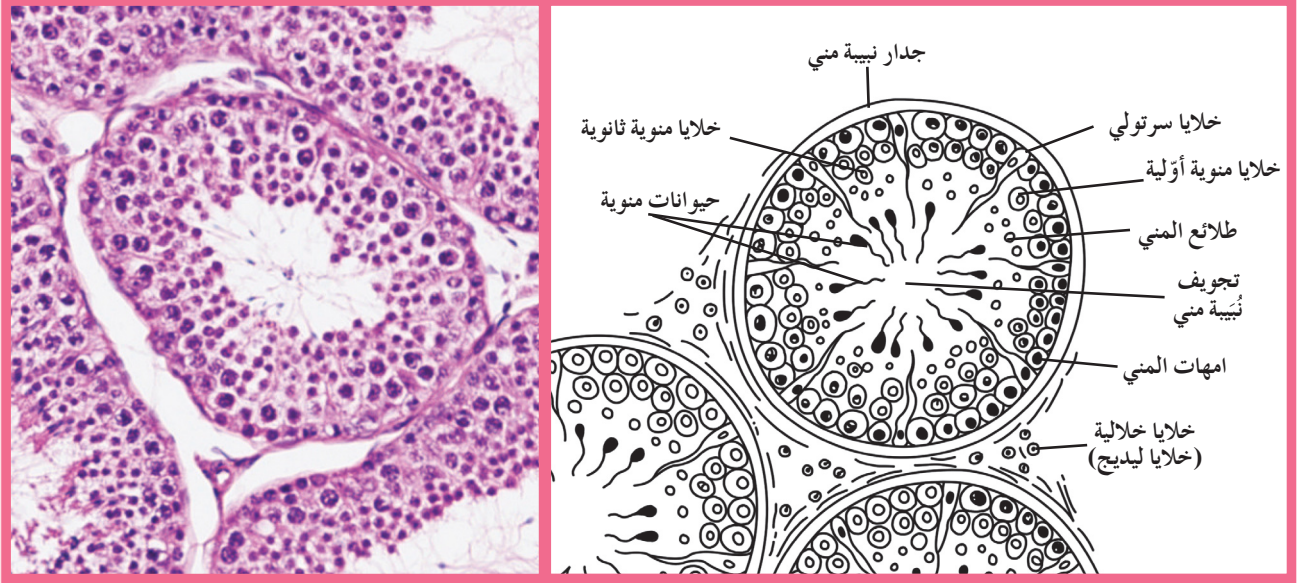 جدار نبيبة مني
خلايا سرتولي
خلايا منوية ثانوية
خلايا منوية أوّلية
حيوانات منوية
طلائع المني
تجويف
نُبَيبة مني
امهات المني
خلايا خلالية
(خلايا ليديج)